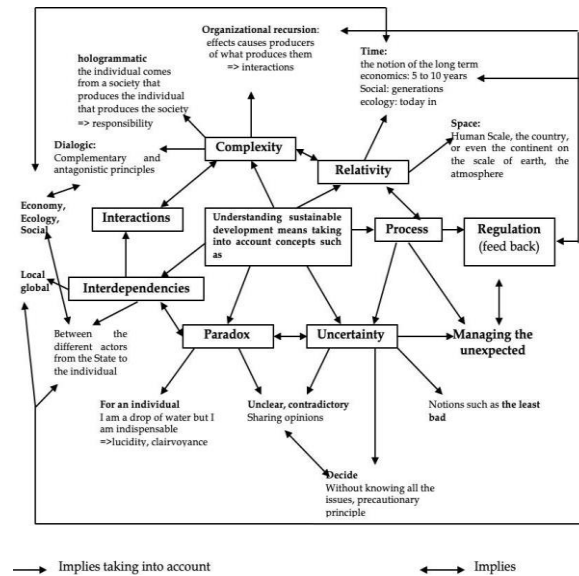 Organizational recursion:
effects causes producers
of what produces them
=> interactions
Time:
the notion of the long term
economics: 5 to 10 years
Social: generations
ecology: today in
hologrammatic
the individual comes
from a society that
produces the individual
that produces the society
=> responsibility
Space:
Human Scale, the country,
or even the continent on
the scale of earth, the
atmosphere
Dialogic:
Complementary and
antagonistic principles
Complexity
Relativity
Economy,
Ecology,
Social
Interactions
Understanding sustainable
development means taking
into account concepts such
as
Process
Regulation
(feed back)
Local
global
Interdependencies
Between the
different actors
from the State to
the individual
Paradox
Uncertainty
Managing the
unexpected
For an individual
I am a drop of water but I
am indispensable
=>lucidity, clairvoyance
Unclear, contradictory
Sharing opinions
Notions such as the least
bad
Decide
Without knowing all the
issues, precautionary
principle
Implies taking into account
Implies